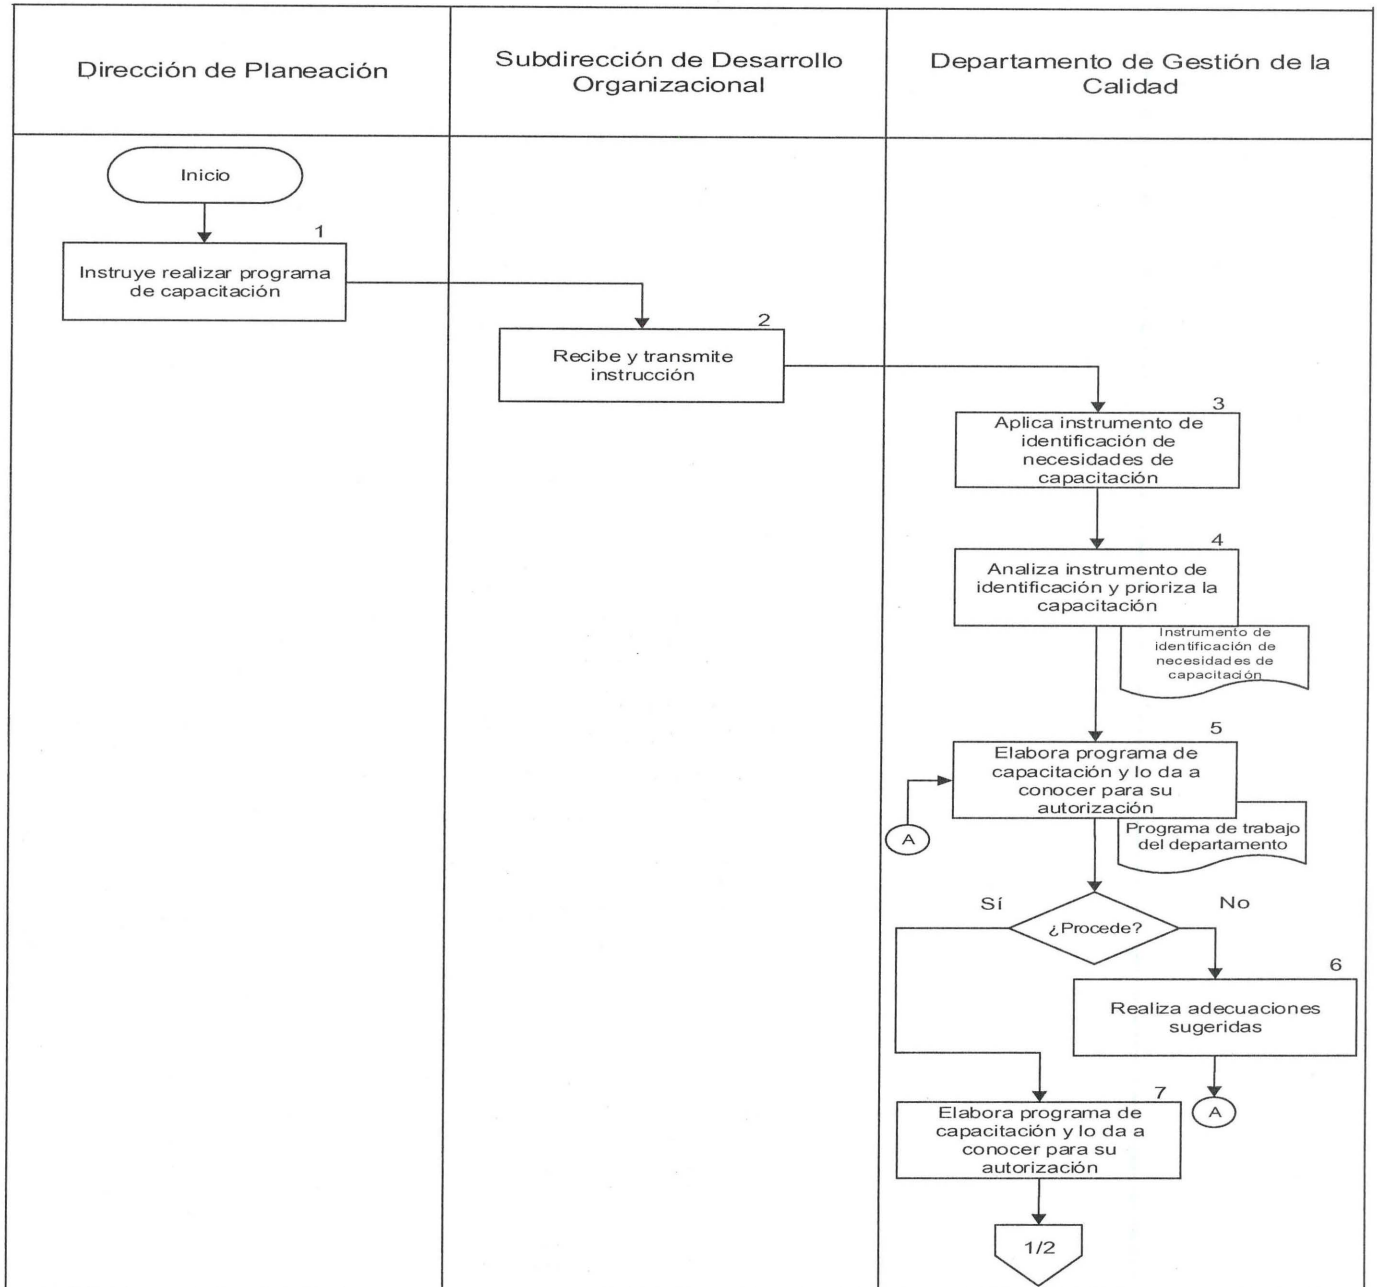 Dirección de Planeación
Subdirección de Desarrollo
Organizacional
Departamento de Gestión de la
Calidad
Inicio
1
Instruye realizar programa
de capacitación
2
Recibe y transmite
instrucción
3
Aplica instrumento de
identificación de
necesidades de
capacitación
4
Analiza instrumento de
identificación y prioriza la
capacitación
Instrumento de
identificación de
necesidades de
capacitación
5
Elabora programa de
capacitación y lo da a
conocer para su
autorización
A
Programa de trabajo
del departamento
Sí
No
¿Procede?
6
Realiza adecuaciones
sugeridas
7
A
Elabora programa de
capacitación y lo da a
conocer para su
autorización
1/2